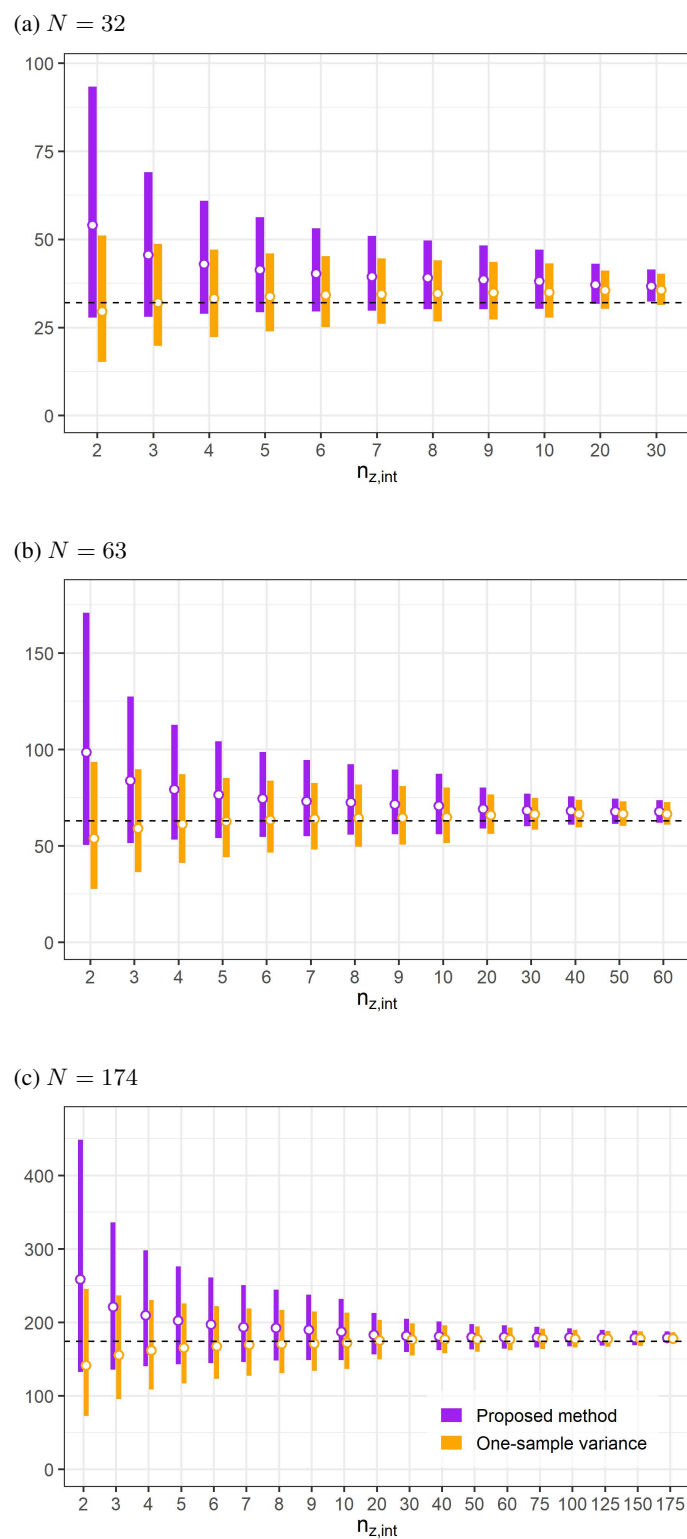 (a) N = 32
100
75
50
25
0
2 3 4 5 6 7 8 9 10 20 30
n_z,int
(b) N = 63
150
100
50
0
2 3 4 5 6 7 8 9 10 20 30 40 50 60
n_z,int
(c) N = 174
400
300
200
100
0
Proposed method
One-sample variance
2 3 4 5 6 7 8 9 10 20 30 40 50 60 75 100 125 150 175
n_z,int